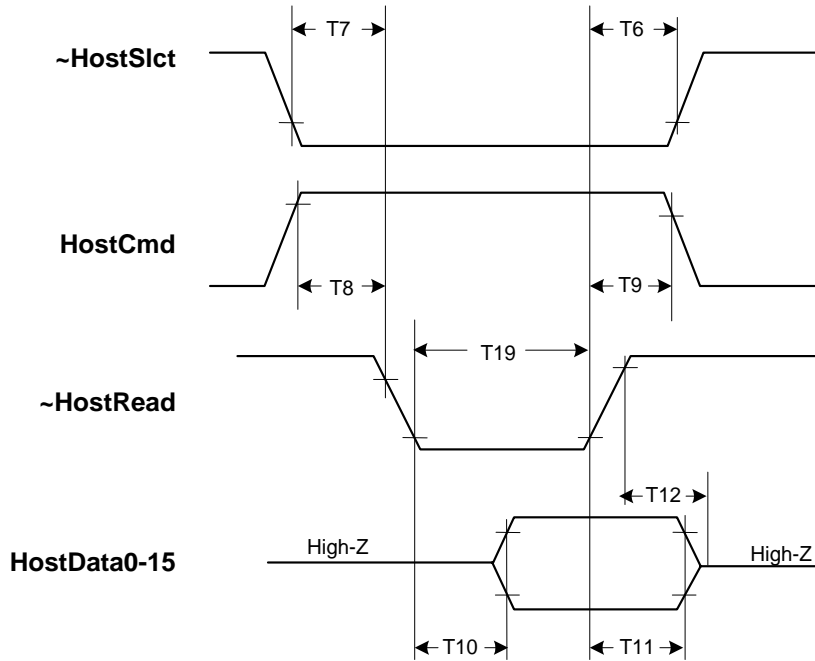 T7
T6
~HostSlct
HostCmd
T8
T9
T19
~HostRead
T12
High-Z
High-Z
HostData0-15
T10
T11